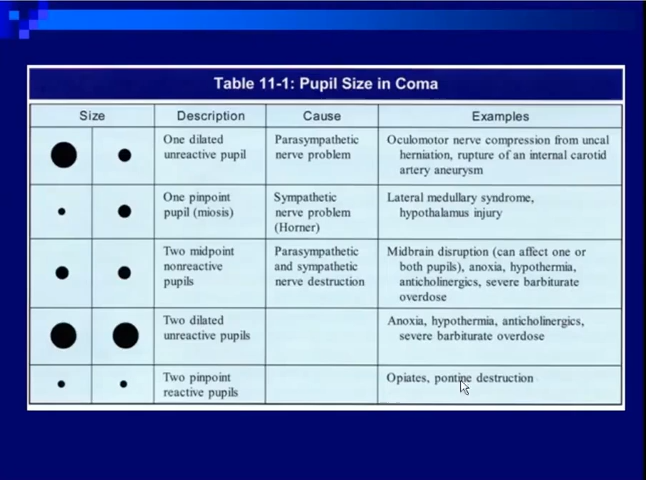 Table 11-1: Pupil Size in Coma
Size Description Cause Examples
One dilated
unreactive pupil
Parasympathetic
nerve problem
Oculomotor nerve compression from uncal
herniation, rupture of an internal carotid
artery aneurysm
One pinpoint
pupil (miosis)
Sympathetic
nerve problem
(Horner)
Lateral medullary syndrome,
hypothalamus injury
Two midpoint
nonreactive
pupils
Parasympathetic
and sympathetic
nerve destruction
Midbrain disruption (can affect one or
both pupils), anoxia, hypothermia,
anticholinergics, severe barbiturate
overdose
Two dilated
unreactive pupils
Anoxia, hypothermia, anticholinergics,
severe barbiturate overdose
Two pinpoint
reactive pupils
Opiates, pontine destruction